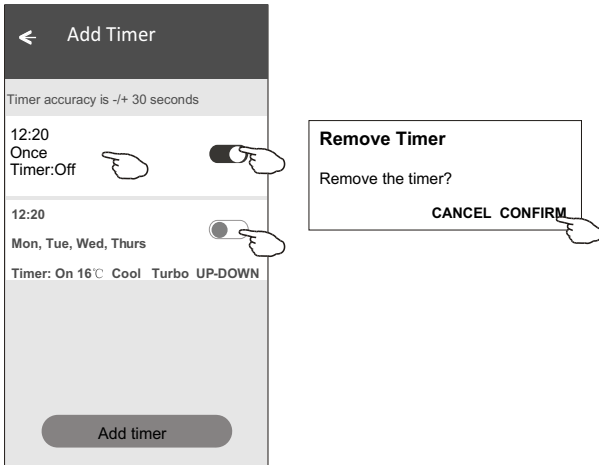 Add Timer
Timer accuracy is -/+ 30 seconds
12:20
Once
Timer:Off
12:20
Mon, Tue, Wed, Thurs
Timer: On 16℃ Cool Turbo UP-DOWN
Add timer
Remove Timer
Remove the timer?
CANCEL CONFIRM